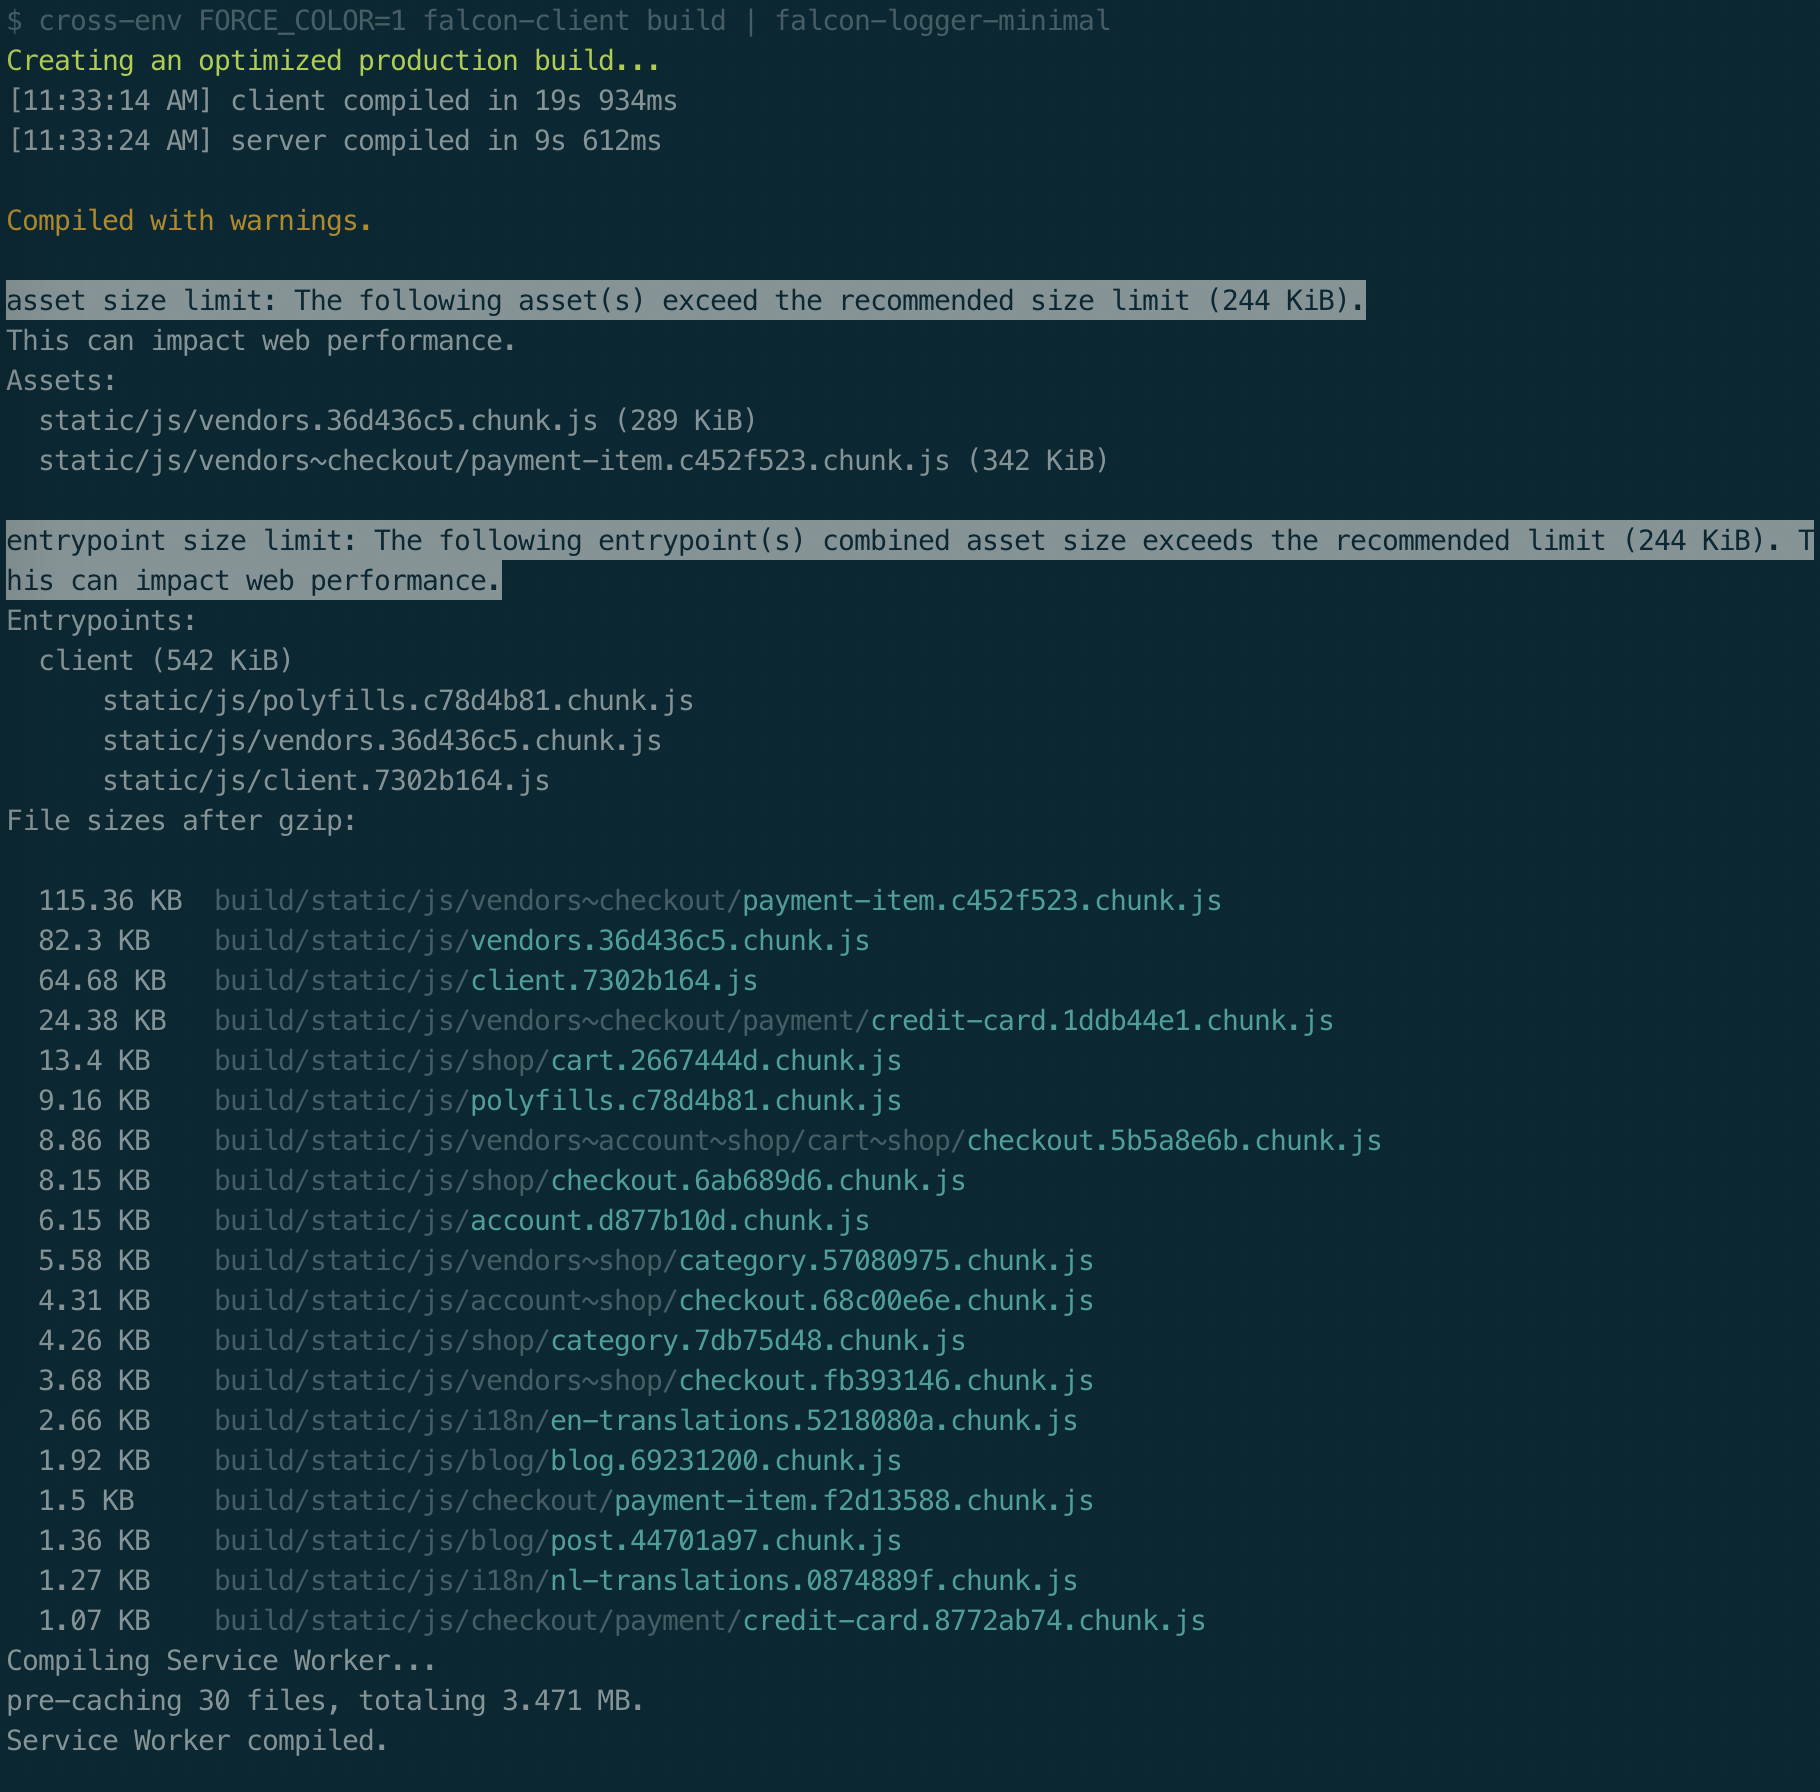 $ cross-env FORCE_COLOR=1 falcon-client build | falcon-logger-minimal
Creating an optimized production build...
[11:33:14 AM] client compiled in 19s 934ms
[11:33:24 AM] server compiled in 9s 612ms
Compiled with warnings.
asset size limit: The following asset(s) exceed the recommended size limit (244 KiB).
This can impact web performance.
Assets:
  static/js/vendors.36d436c5.chunk.js (289 KiB)
  static/js/vendors~checkout/payment-item.c452f523.chunk.js (342 KiB)
entrypoint size limit: The following entrypoint(s) combined asset size exceeds the recommended limit (244 KiB). T
his can impact web performance.
Entrypoints:
  client (542 KiB)
      static/js/polyfills.c78d4b81.chunk.js
      static/js/vendors.36d436c5.chunk.js
      static/js/client.7302b164.js
File sizes after gzip:
  115.36 KB  build/static/js/vendors~checkout/payment-item.c452f523.chunk.js
  82.3 KB    build/static/js/vendors.36d436c5.chunk.js
  64.68 KB   build/static/js/client.7302b164.js
  24.38 KB   build/static/js/vendors~checkout/payment/credit-card.1ddb44e1.chunk.js
  13.4 KB    build/static/js/shop/cart.2667444d.chunk.js
  9.16 KB    build/static/js/polyfills.c78d4b81.chunk.js
  8.86 KB    build/static/js/vendors~account~shop/cart~shop/checkout.5b5a8e6b.chunk.js
  8.15 KB    build/static/js/shop/checkout.6ab689d6.chunk.js
  6.15 KB    build/static/js/account.d877b10d.chunk.js
  5.58 KB    build/static/js/vendors~shop/category.57080975.chunk.js
  4.31 KB    build/static/js/account~shop/checkout.68c00e6e.chunk.js
  4.26 KB    build/static/js/shop/category.7db75d48.chunk.js
  3.68 KB    build/static/js/vendors~shop/checkout.fb393146.chunk.js
  2.66 KB    build/static/js/i18n/en-translations.5218080a.chunk.js
  1.92 KB    build/static/js/blog/blog.69231200.chunk.js
  1.5 KB     build/static/js/checkout/payment-item.f2d13588.chunk.js
  1.36 KB    build/static/js/blog/post.44701a97.chunk.js
  1.27 KB    build/static/js/i18n/nl-translations.0874889f.chunk.js
  1.07 KB    build/static/js/checkout/payment/credit-card.8772ab74.chunk.js
Compiling Service Worker...
pre-caching 30 files, totaling 3.471 MB.
Service Worker compiled.